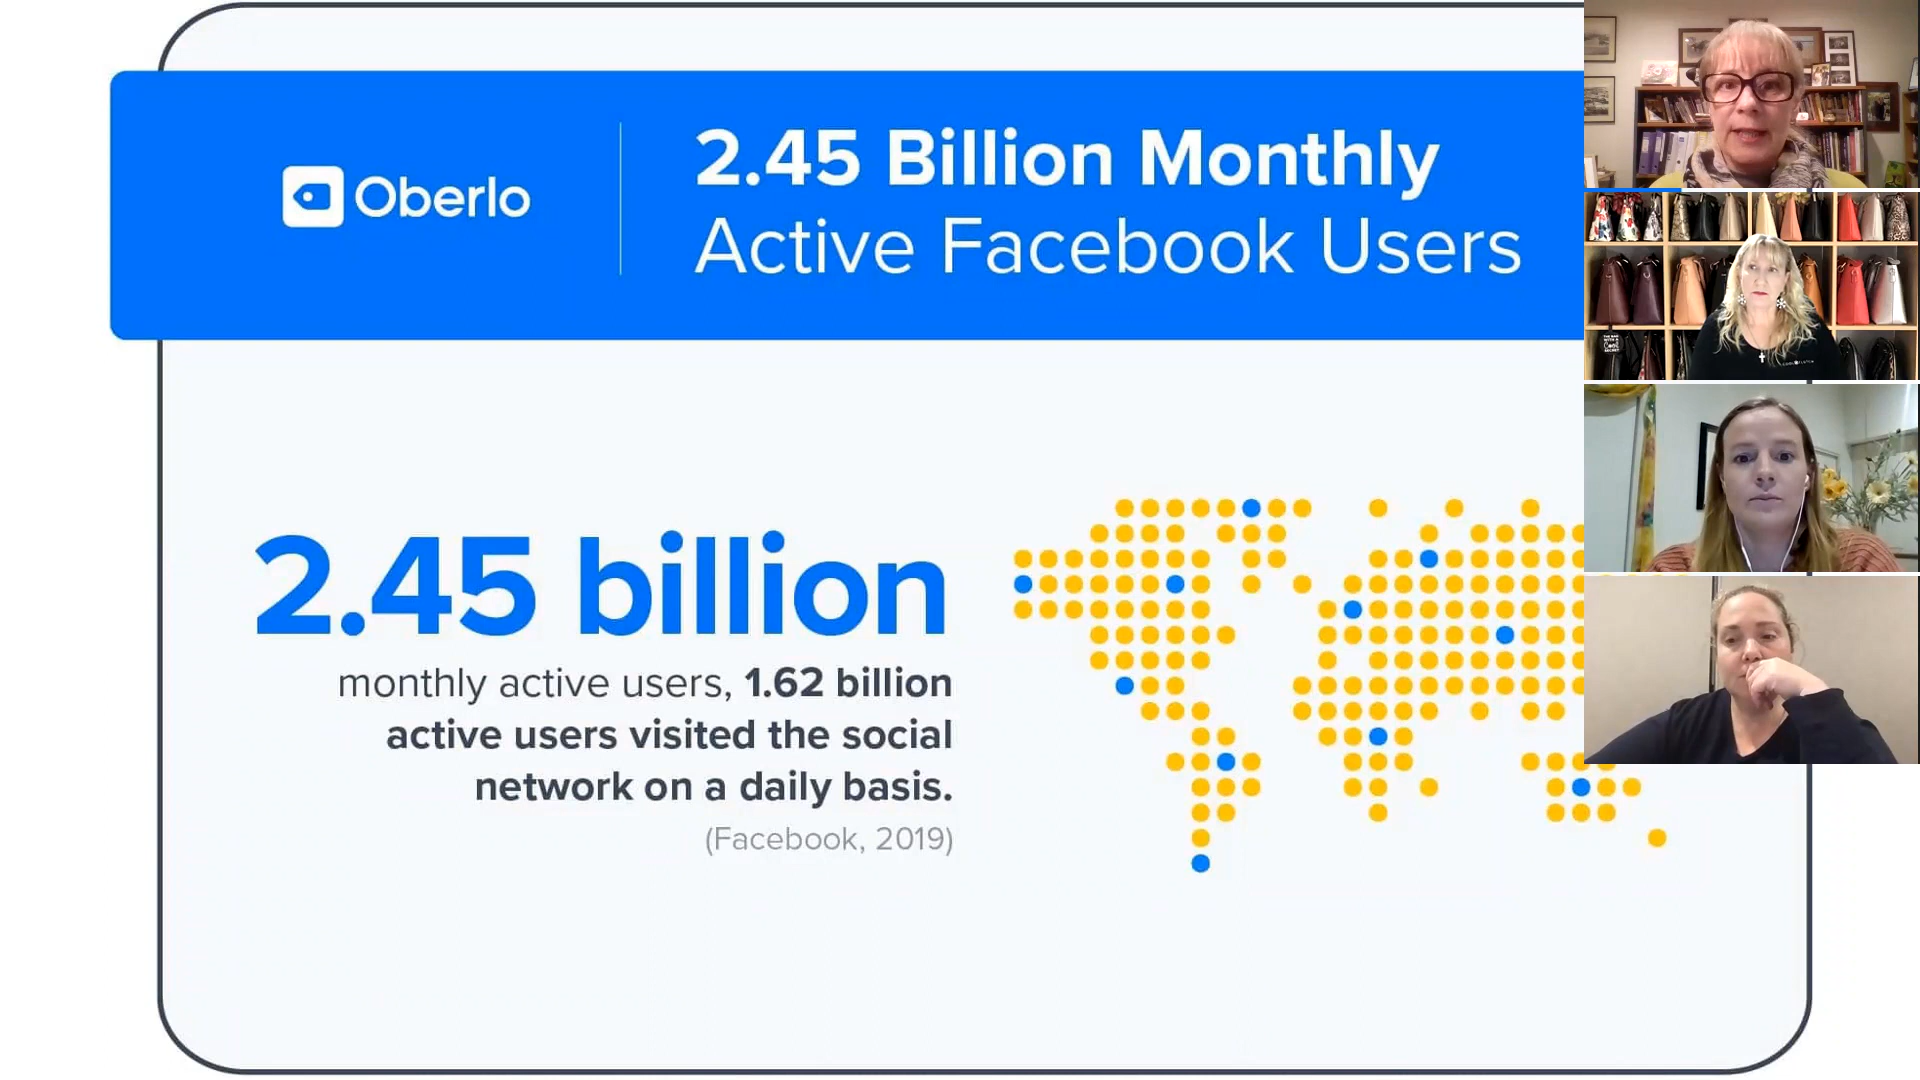 Oberlo
2.45 Billion Monthly
Active Facebook Users
2.45 billion
monthly active users, 1.62 billion
active users visited the social
network on a daily basis.
(Facebook, 2019)